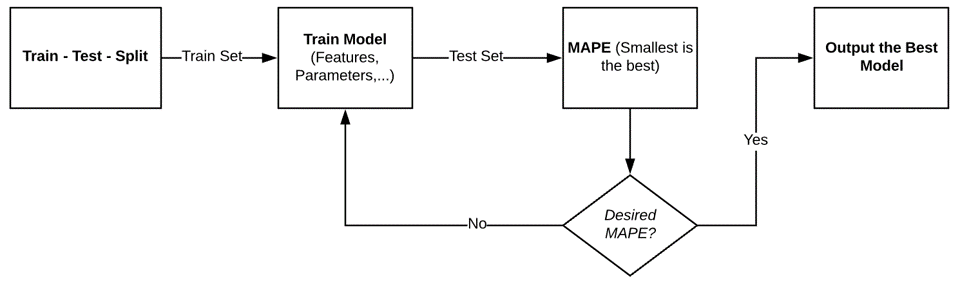 Train - Test - Split
Train Set
Train Model
(Features,
Parameters,...)
Test Set
MAPE (Smallest is
the best)
Output the Best
Model
Yes
Desired
MAPE?
No